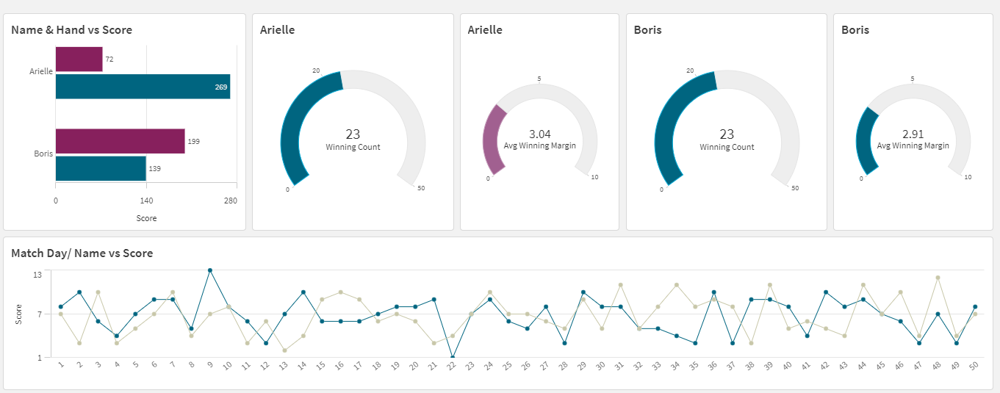 Name & Hand vs Score
Arielle
72
269
Boris
199
139
0 140 280
Score
Arielle
20
23
Winning Count
0 50
Arielle
5
3.04
Avg Winning Margin
0 10
Boris
20
23
Winning Count
0 50
Boris
5
2.91
Avg Winning Margin
0 10
Match Day/ Name vs Score
Score
13
7
1
1 2 3 4 5 6 7 8 9 10 11 12 13 14 15 16 17 18 19 20 21 22 23 24 25 26 27 28 29 30 31 32 33 34 35 36 37 38 39 40 41 42 43 44 45 46 47 48 49 50